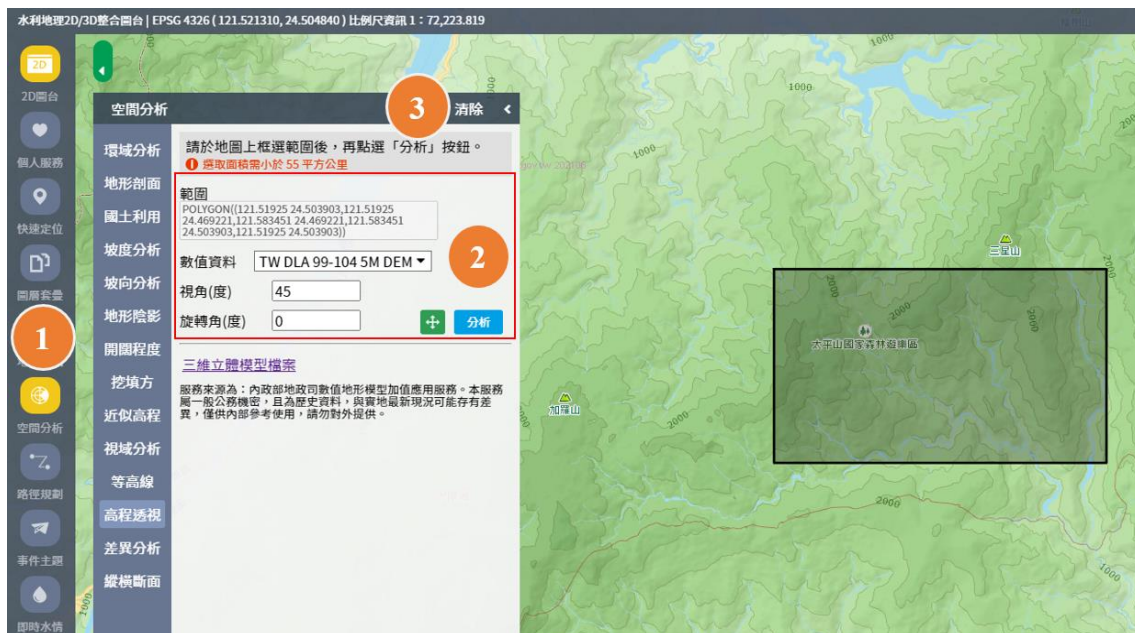 水利地理2D/3D整合圖台 | EPSG 4326 ( 121.521310, 24.504840 ) 比例尺資訊 1：72,223.819
2D
2D圖台
個人服務
快速定位
圖層套疊
1
空間分析
路徑規劃
事件主題
即時水情
空間分析
3
清除
環域分析
地形剖面
國土利用
坡度分析
坡向分析
地形陰影
開闊程度
挖填方
近似高程
視域分析
等高線
高程透視
差異分析
縱橫斷面
請於地圖上框選範圍後，再點選「分析」按鈕。
選取面積需小於 55 平方公里
範圍
POLYGON((121.51925 24.503903,121.51925
24.469221,121.583451 24.469221,121.583451
24.503903,121.51925 24.503903))
2
數值資料 TW DLA 99-104 5M DEM
視角(度) 45
旋轉角(度) 0
分析
三維立體模型檔案
服務來源為：內政部地政司數值地形模型加值應用服務。本服務
屬一般公務機密，且為歷史資料，與實地最新現況可能存有差
異，僅供內部參考使用，請勿對外提供。
1000
1000
1000
三星山
2000
2000
2000
太平山國家森林遊樂區
加羅山
2000
2000
2000
1000
1000